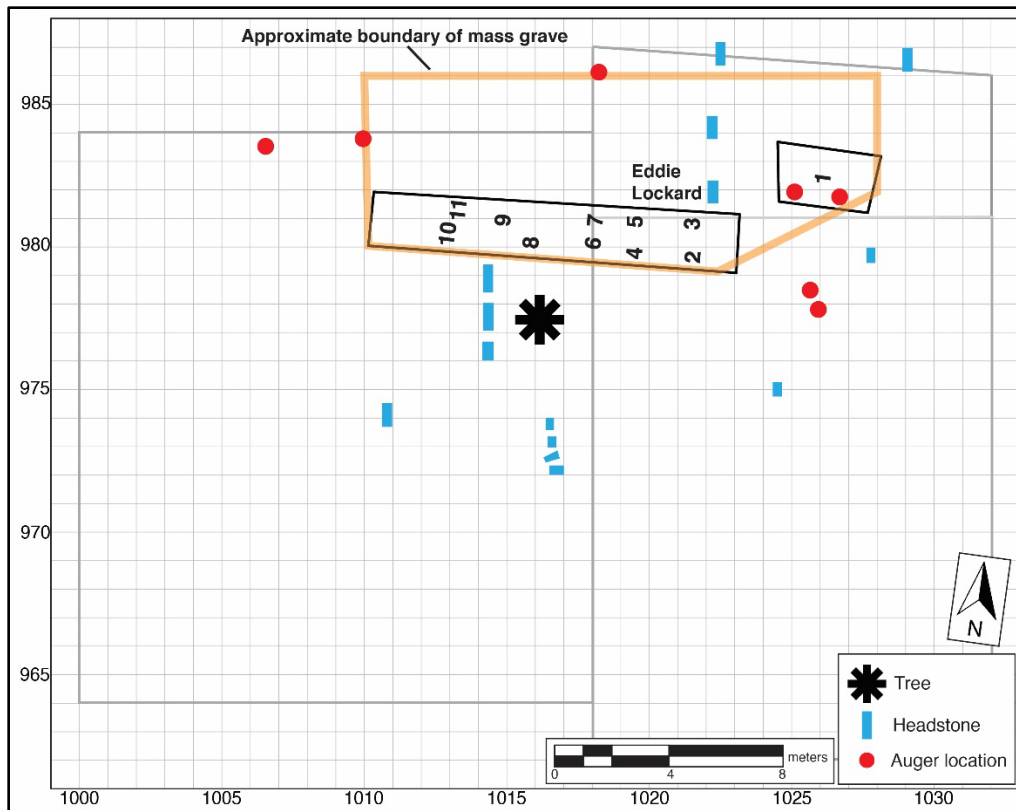 Approximate boundary of mass grave
985
Eddie
Lockard
1
11
10
9
8
7
6
5
4
3
2
980
975
970
965
N
Tree
Headstone
Auger location
meters
0 4 8
1000 1005 1010 1015 1020 1025 1030